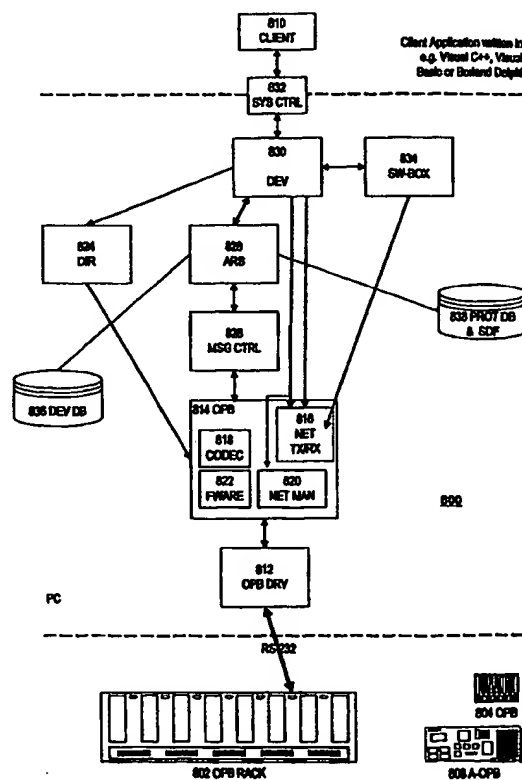 810
CLIENT
Client Application written in
e.g. Visual C++, Visual
Basic or Borland Delphi
832
SYS CTRL
830
DEV
834
SW-BOX
824
DIR
828
ARS
838 PROT DB
& SDF
826
MSG CTRL
836 DEV DB
814 OPB
816
NET
TX/RX
818
CODEC
822
FWARE
820
NET MAN
800
812
OPB DRV
PC
RS 232
802 OPB RACK
804 OPB
808 A-OPB